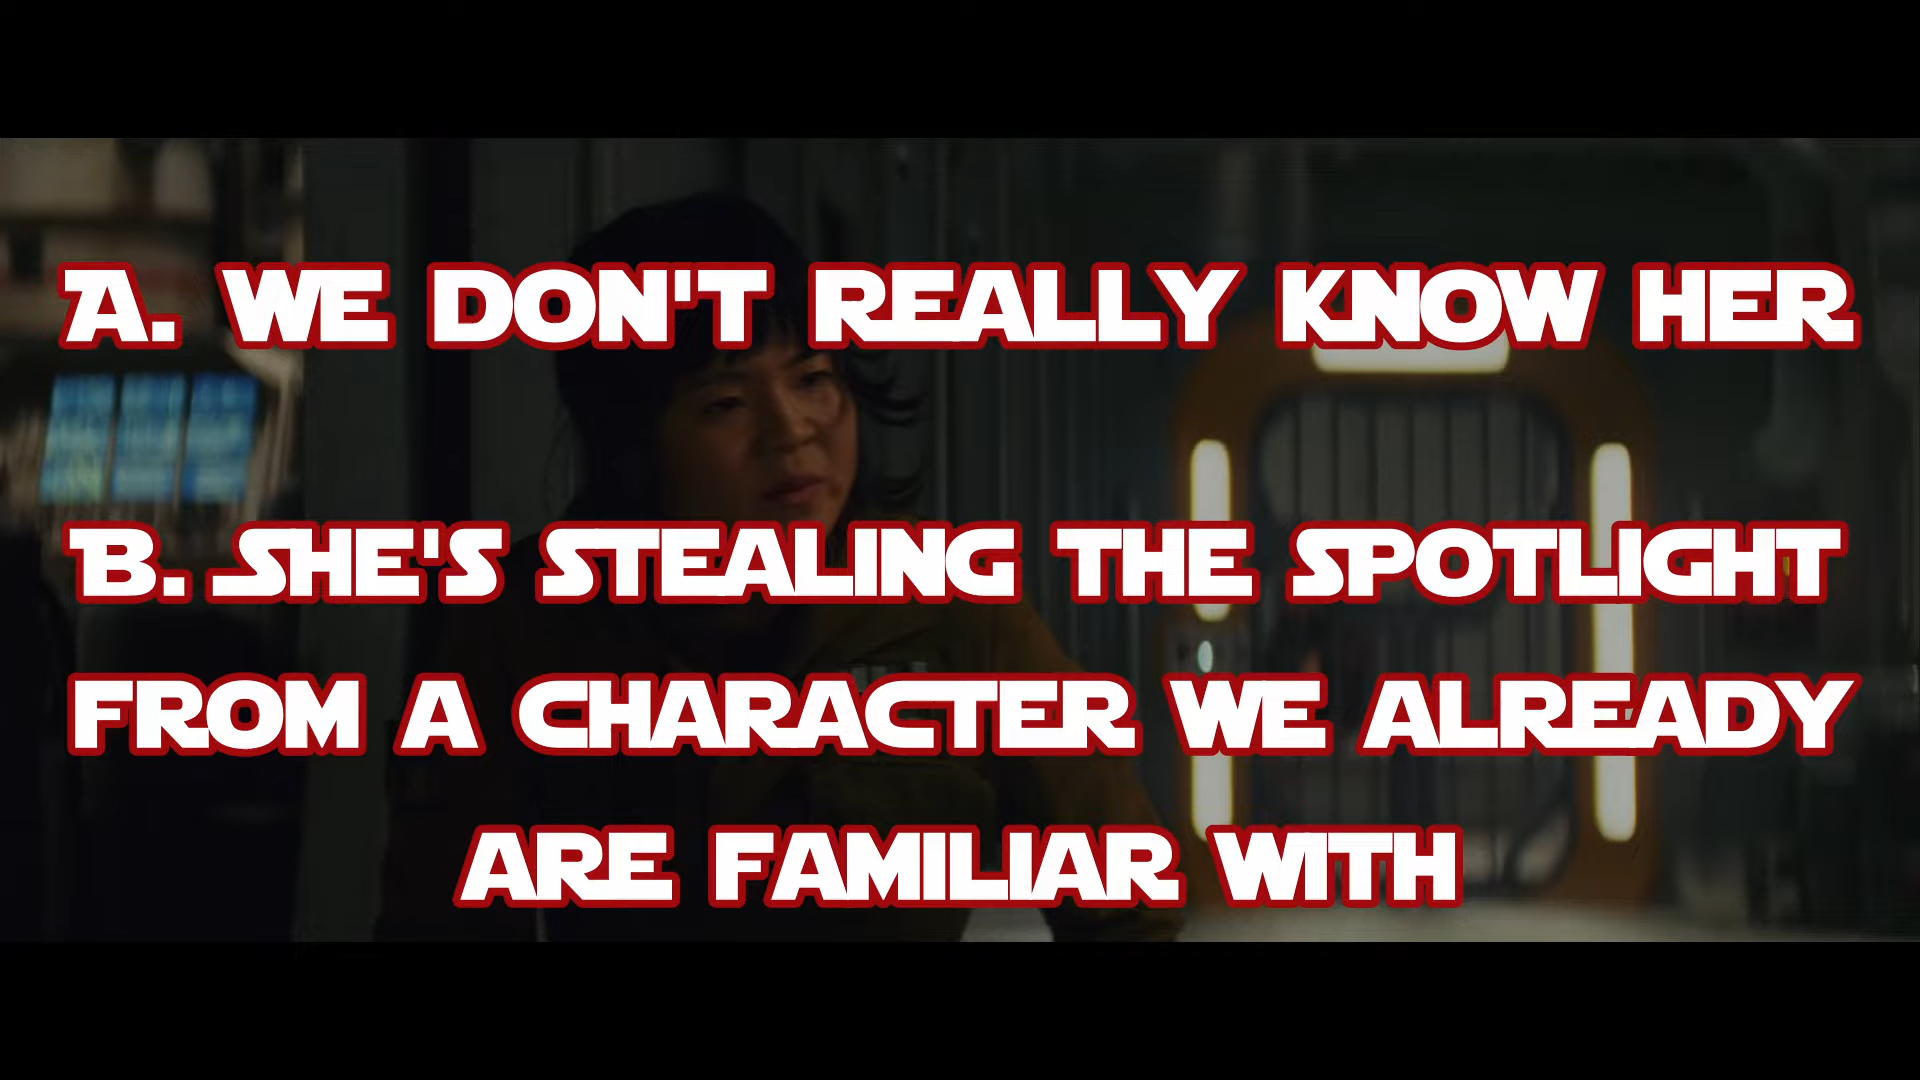 A. WE DON'T REALLY KNOW HER
B. SHE'S STEALING THE SPOTLIGHT
FROM A CHARACTER WE ALREADY
ARE FAMILIAR WITH